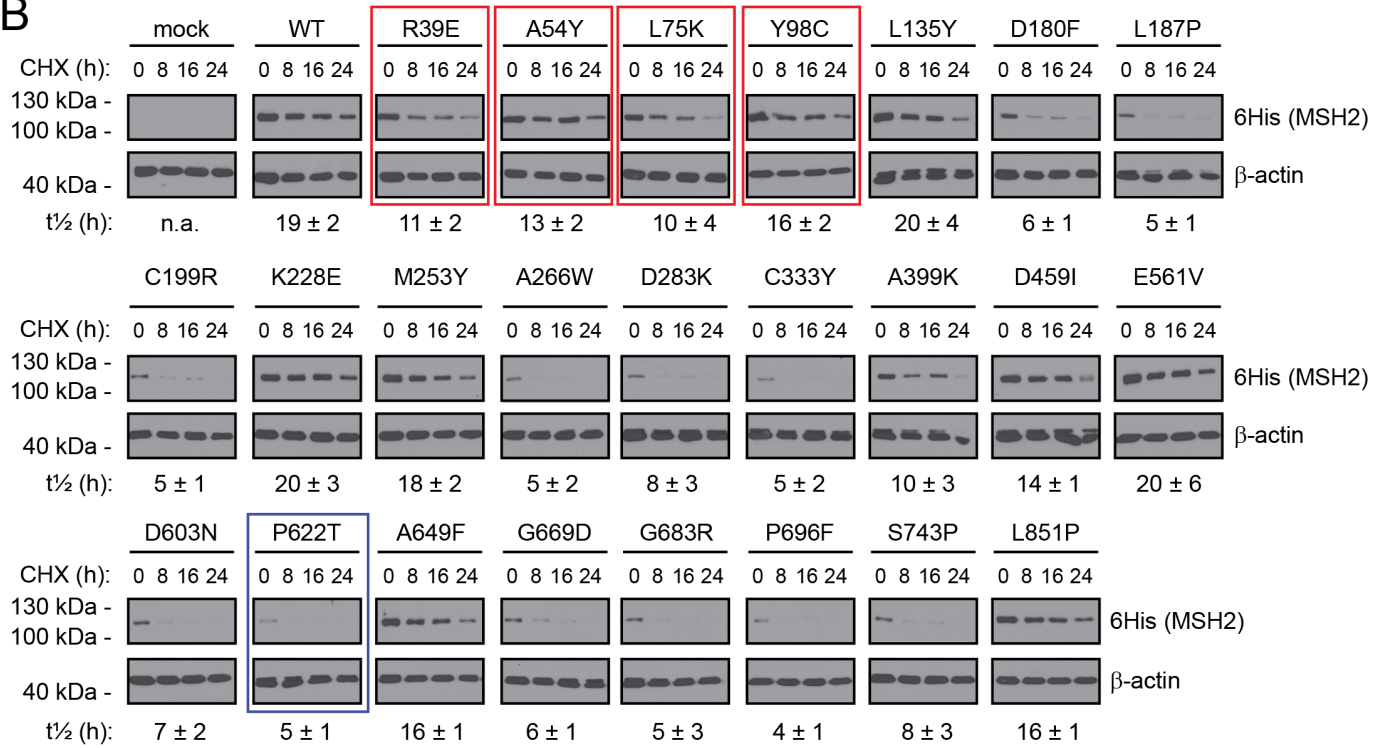 B
mock WT R39E A54Y L75K Y98C L135Y D180F L187P
CHX (h): 0 8 16 24 0 8 16 24 0 8 16 24 0 8 16 24 0 8 16 24 0 8 16 24 0 8 16 24 0 8 16 24 0 8 16 24
130 kDa -
100 kDa -
6His (MSH2)
40 kDa -
β-actin
t½ (h): n.a. 19 ± 2 11 ± 2 13 ± 2 10 ± 4 16 ± 2 20 ± 4 6 ± 1 5 ± 1
C199R K228E M253Y A266W D283K C333Y A399K D459I E561V
CHX (h): 0 8 16 24 0 8 16 24 0 8 16 24 0 8 16 24 0 8 16 24 0 8 16 24 0 8 16 24 0 8 16 24 0 8 16 24
130 kDa -
100 kDa -
6His (MSH2)
40 kDa -
β-actin
t½ (h): 5 ± 1 20 ± 3 18 ± 2 5 ± 2 8 ± 3 5 ± 2 10 ± 3 14 ± 1 20 ± 6
D603N P622T A649F G669D G683R P696F S743P L851P
CHX (h): 0 8 16 24 0 8 16 24 0 8 16 24 0 8 16 24 0 8 16 24 0 8 16 24 0 8 16 24 0 8 16 24
130 kDa -
100 kDa -
6His (MSH2)
40 kDa -
β-actin
t½ (h): 7 ± 2 5 ± 1 16 ± 1 6 ± 1 5 ± 3 4 ± 1 8 ± 3 16 ± 1